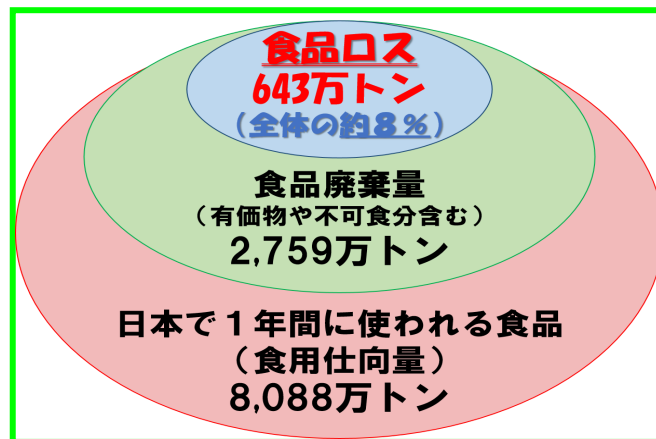 食品ロス
643万トン
（全体の約８％）
食品廃棄量
（有価物や不可食分含む）
2,759万トン
日本で１年間に使われる食品
（食用仕向量）
8,088万トン